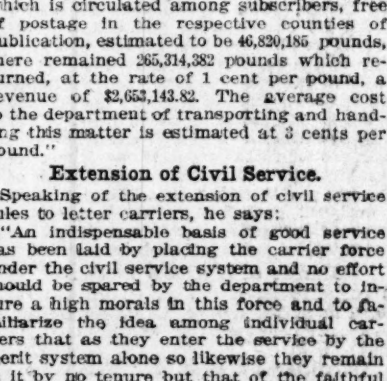 which is circulated among subscribers, free
of postage in the respective counties of
publication, estimated to be 46,820,185 pounds,
there remained 265,314,382 pounds which re-
turned, at the rate of 1 cent per pound, a
revenue of $2,653,143.82. The average cost
to the department of transporting and hand-
ing this matter is estimated at 3 cents per
pound."
Extension of Civil Service.
Speaking of the extension of civil service
rules to letter carriers, he says:
"An indispensable basis of good service
has been laid by placing the carrier force
under the civil service system and no effort
should be spared by the department to in-
ure a high morals in this force and to fa-
miliarize the idea among individual car-
iers that as they enter the service by the
merit system alone so likewise they remain
it by no tenure but that of the faithful